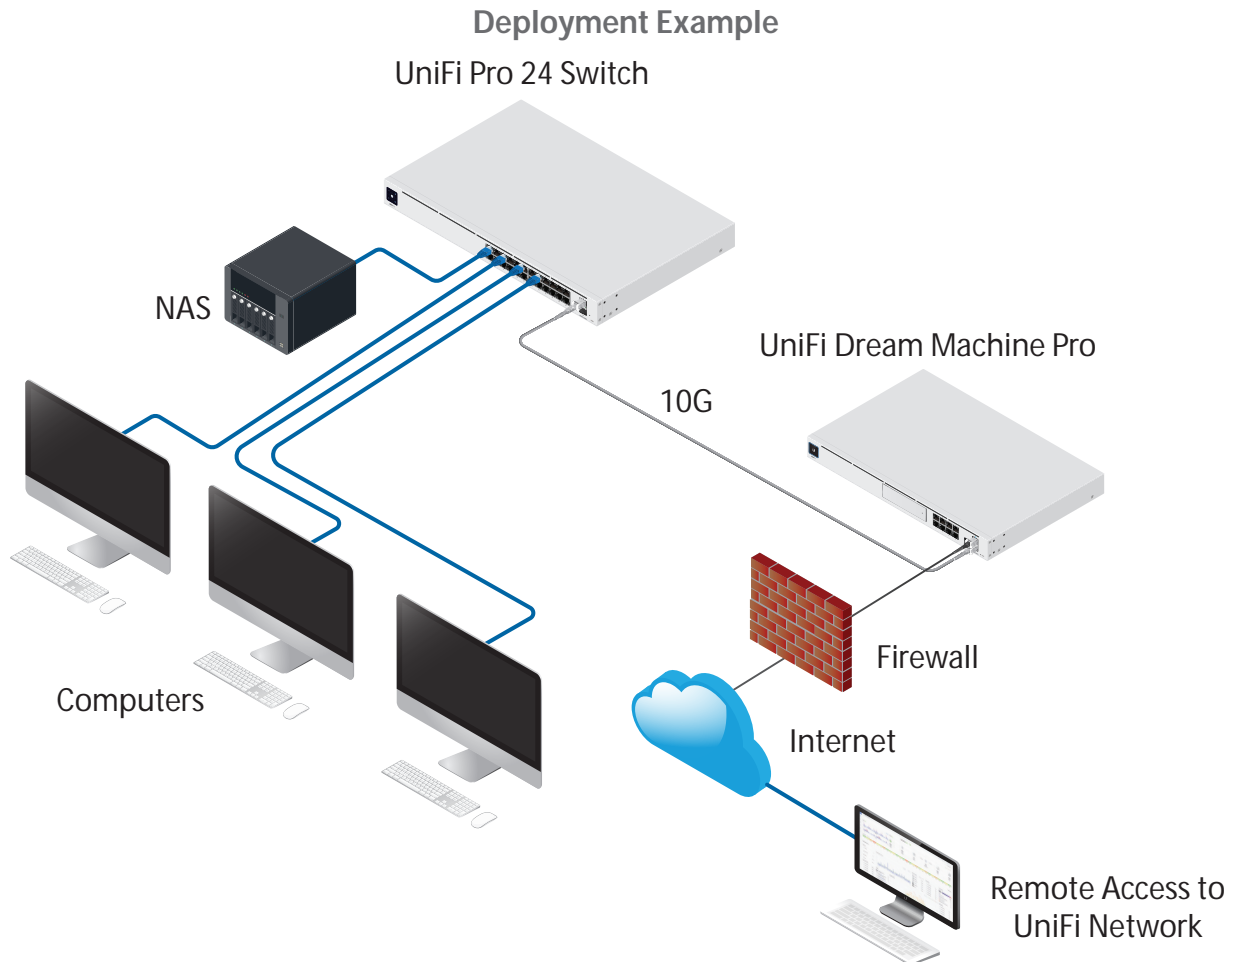 Deployment Example
UniFi Pro 24 Switch
NAS
UniFi Dream Machine Pro
10G
Firewall
Computers
Internet
Remote Access to
UniFi Network